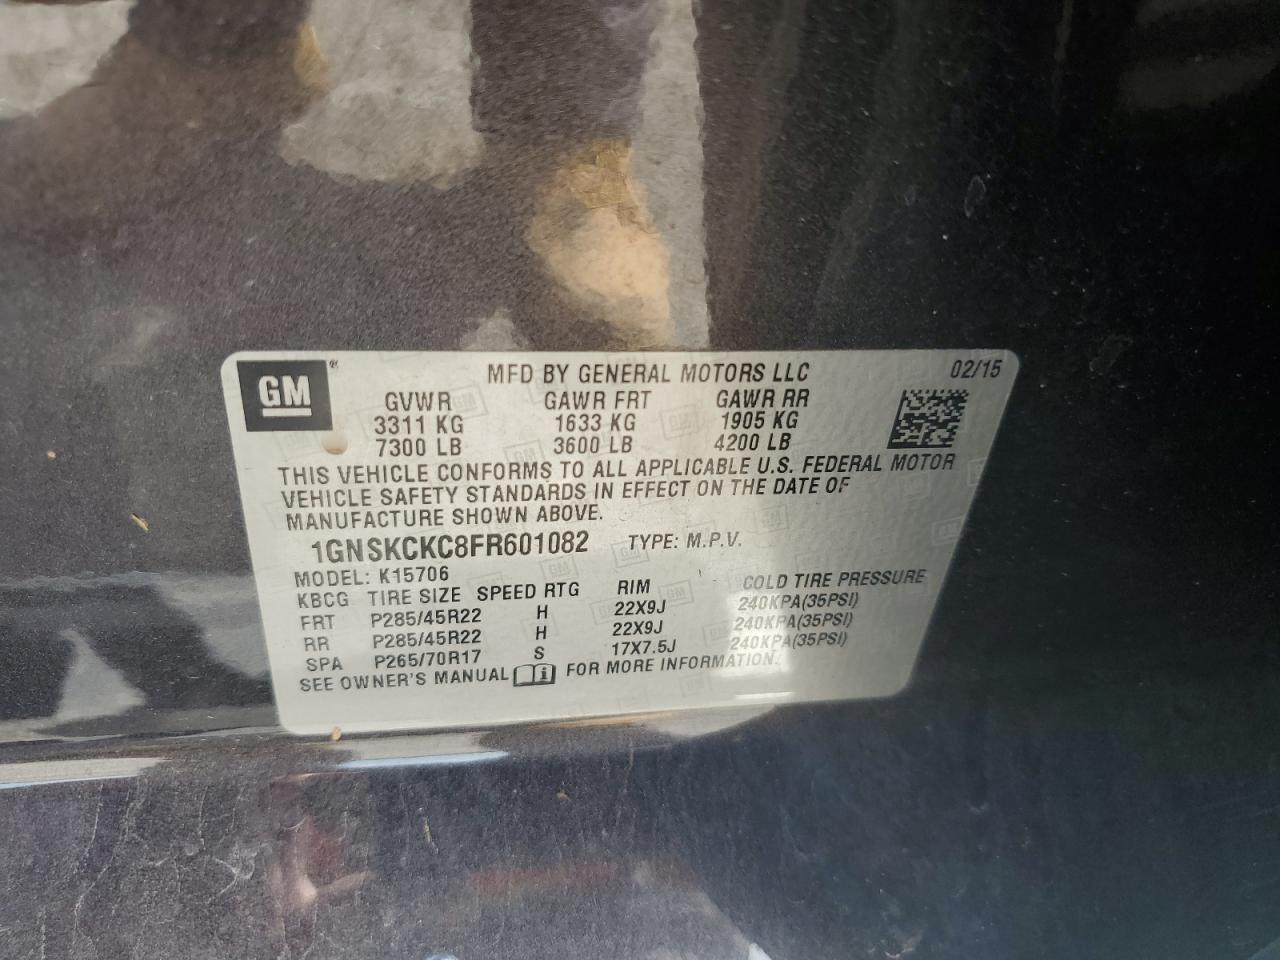 GM ®
MFD BY GENERAL MOTORS LLC 02/15
GVWR GAWR FRT GAWR RR
3311 KG 1633 KG 1905 KG
7300 LB 3600 LB 4200 LB
THIS VEHICLE CONFORMS TO ALL APPLICABLE U.S. FEDERAL MOTOR
VEHICLE SAFETY STANDARDS IN EFFECT ON THE DATE OF
MANUFACTURE SHOWN ABOVE.
1GNSKCKC8FR601082 TYPE: M.P.V.
MODEL: K15706
KBCG TIRE SIZE SPEED RTG RIM COLD TIRE PRESSURE
FRT P285/45R22 H 22X9J 240KPA(35PSI)
RR P285/45R22 H 22X9J 240KPA(35PSI)
SPA P265/70R17 S 17X7.5J 240KPA(35PSI)
SEE OWNER'S MANUAL FOR MORE INFORMATION.